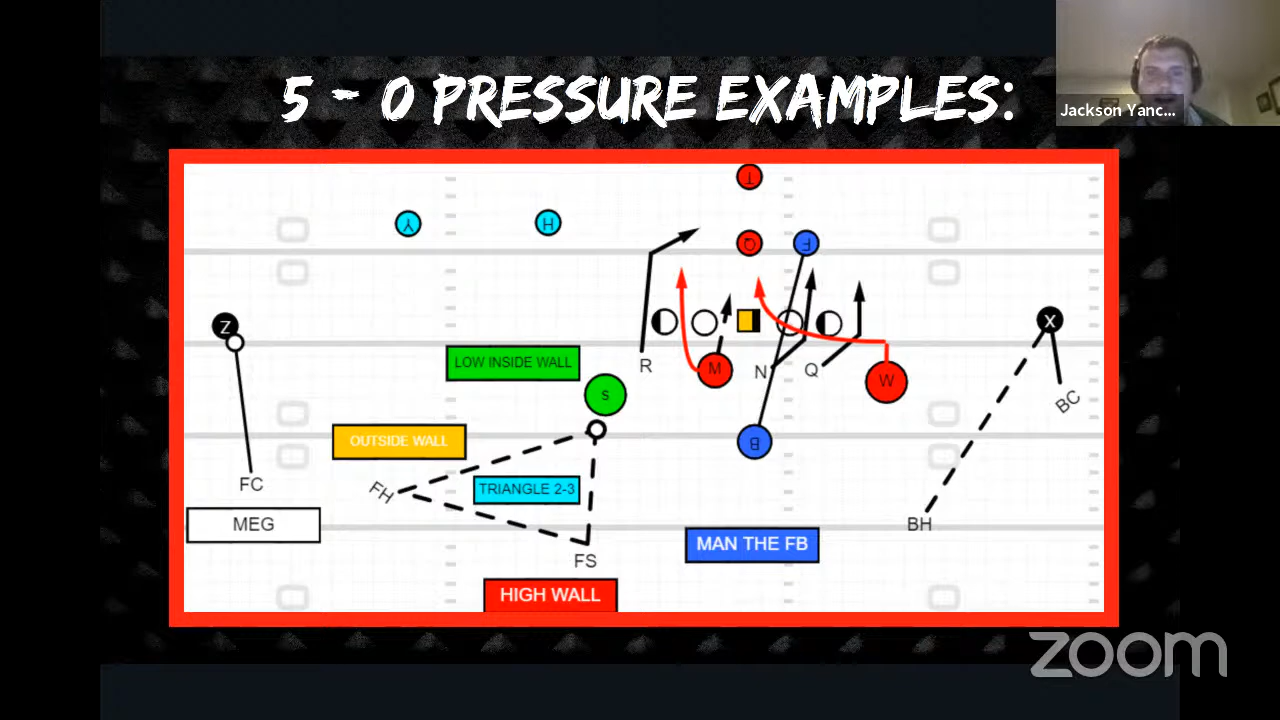 5 - 0 PRESSURE EXAMPLES:
Jackson Yanc...
T
Y
H
Q
F
Z
X
LOW INSIDE WALL
R
M
N
Q
W
S
BC
OUTSIDE WALL
B
FC
FH
TRIANGLE 2-3
MEG
BH
MAN THE FB
FS
HIGH WALL
zoom